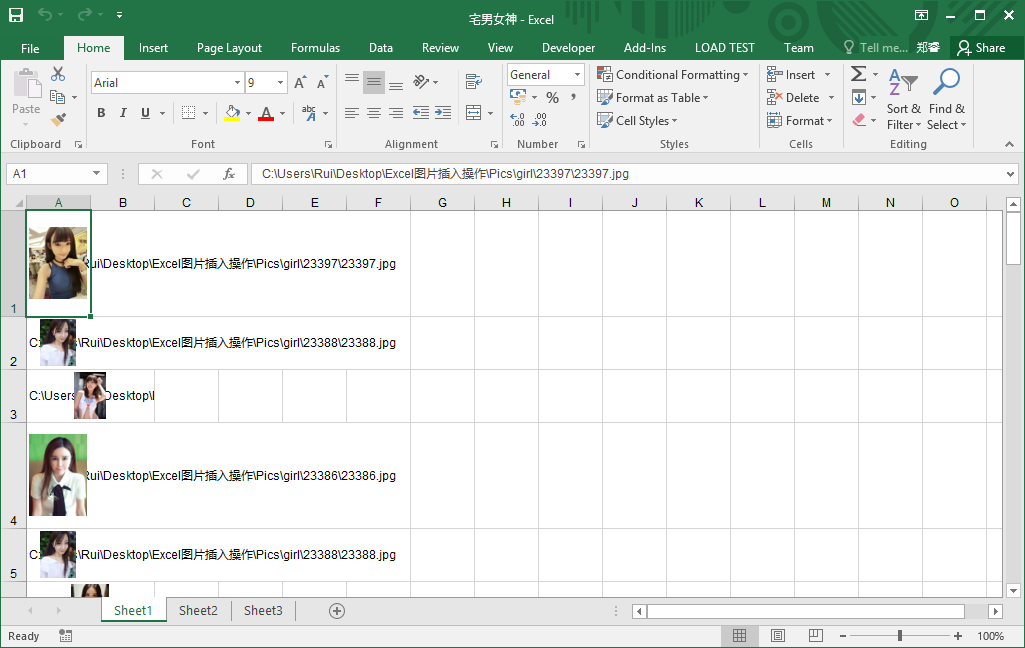 宅男女神 - Excel
File Home Insert Page Layout Formulas Data Review View Developer Add-Ins LOAD TEST Team Tell me... 郑睿 Share
Paste
Arial 9
B I U
General
Conditional Formatting
Format as Table
Cell Styles
Insert
Delete
Format
Sort & Filter
Find & Select
Clipboard Font Alignment Number Styles Cells Editing
A1 fx C:\Users\Rui\Desktop\Excel图片插入操作\Pics\girl\23397\23397.jpg
A B C D E F G H I J K L M N O
1 Rui\Desktop\Excel图片插入操作\Pics\girl\23397\23397.jpg
2 C:\Rui\Desktop\Excel图片插入操作\Pics\girl\23388\23388.jpg
3 C:\Users Desktop\
4 Rui\Desktop\Excel图片插入操作\Pics\girl\23386\23386.jpg
5 C:\Rui\Desktop\Excel图片插入操作\Pics\girl\23388\23388.jpg
Sheet1 Sheet2 Sheet3
Ready 100%